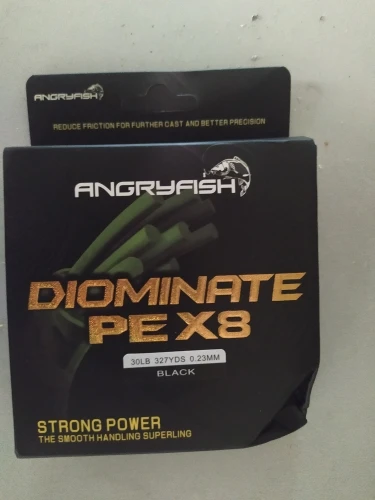 ANGRYFISH
REDUCE FRICTION FOR FURTHER CAST AND BETTER PRECISION
ANGRYFISH
DIOMINATE
PE X8
30LB 327YDS 0.23MM
BLACK
STRONG POWER
THE SMOOTH HANDLING SUPERLING